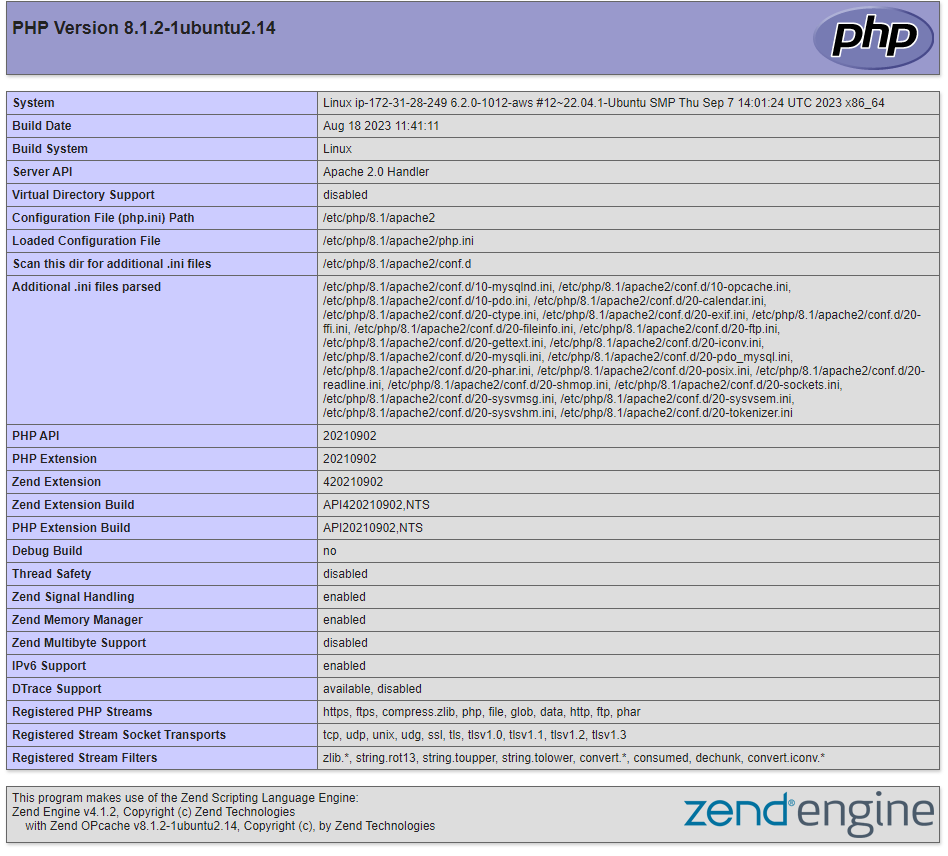 PHP Version 8.1.2-1ubuntu2.14
php
System Linux ip-172-31-28-249 6.2.0-1012-aws #12~22.04.1-Ubuntu SMP Thu Sep 7 14:01:24 UTC 2023 x86_64
Build Date Aug 18 2023 11:41:11
Build System Linux
Server API Apache 2.0 Handler
Virtual Directory Support disabled
Configuration File (php.ini) Path /etc/php/8.1/apache2
Loaded Configuration File /etc/php/8.1/apache2/php.ini
Scan this dir for additional .ini files /etc/php/8.1/apache2/conf.d
Additional .ini files parsed /etc/php/8.1/apache2/conf.d/10-mysqlnd.ini, /etc/php/8.1/apache2/conf.d/10-opcache.ini,
/etc/php/8.1/apache2/conf.d/10-pdo.ini, /etc/php/8.1/apache2/conf.d/20-calendar.ini,
/etc/php/8.1/apache2/conf.d/20-ctype.ini, /etc/php/8.1/apache2/conf.d/20-exif.ini, /etc/php/8.1/apache2/conf.d/20-
ffi.ini, /etc/php/8.1/apache2/conf.d/20-fileinfo.ini, /etc/php/8.1/apache2/conf.d/20-ftp.ini,
/etc/php/8.1/apache2/conf.d/20-gettext.ini, /etc/php/8.1/apache2/conf.d/20-iconv.ini,
/etc/php/8.1/apache2/conf.d/20-mysqli.ini, /etc/php/8.1/apache2/conf.d/20-pdo_mysql.ini,
/etc/php/8.1/apache2/conf.d/20-phar.ini, /etc/php/8.1/apache2/conf.d/20-posix.ini, /etc/php/8.1/apache2/conf.d/20-
readline.ini, /etc/php/8.1/apache2/conf.d/20-shmop.ini, /etc/php/8.1/apache2/conf.d/20-sockets.ini,
/etc/php/8.1/apache2/conf.d/20-sysvmsg.ini, /etc/php/8.1/apache2/conf.d/20-sysvsem.ini,
/etc/php/8.1/apache2/conf.d/20-sysvshm.ini, /etc/php/8.1/apache2/conf.d/20-tokenizer.ini
PHP API 20210902
PHP Extension 20210902
Zend Extension 420210902
Zend Extension Build API420210902,NTS
PHP Extension Build API20210902,NTS
Debug Build no
Thread Safety disabled
Zend Signal Handling enabled
Zend Memory Manager enabled
Zend Multibyte Support disabled
IPv6 Support enabled
DTrace Support available, disabled
Registered PHP Streams https, ftps, compress.zlib, php, file, glob, data, http, ftp, phar
Registered Stream Socket Transports tcp, udp, unix, udg, ssl, tls, tlsv1.0, tlsv1.1, tlsv1.2, tlsv1.3
Registered Stream Filters zlib.*, string.rot13, string.toupper, string.tolower, convert.*, consumed, dechunk, convert.iconv.*
This program makes use of the Zend Scripting Language Engine:
Zend Engine v4.1.2, Copyright (c) Zend Technologies
with Zend OPcache v8.1.2-1ubuntu2.14, Copyright (c), by Zend Technologies
zend® engine